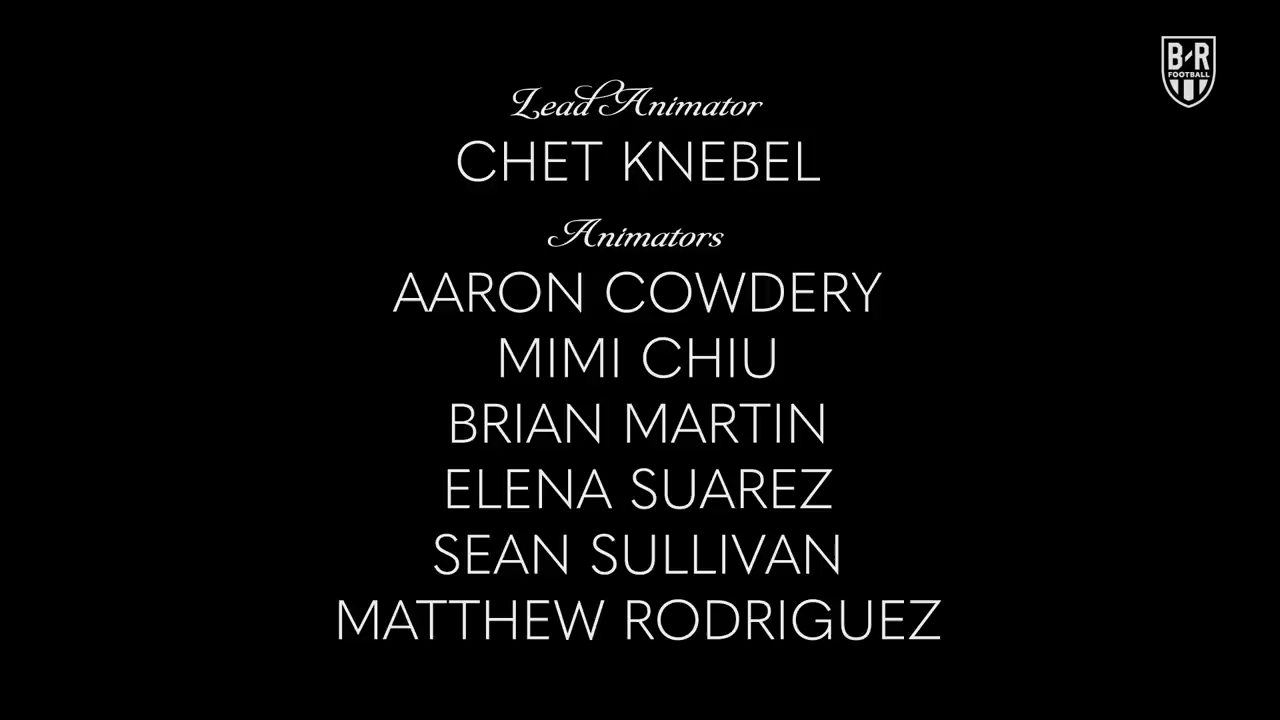 B-R
FOOTBALL
Lead Animator
CHET KNEBEL
Animators
AARON COWDERY
MIMI CHIU
BRIAN MARTIN
ELENA SUAREZ
SEAN SULLIVAN
MATTHEW RODRIGUEZ